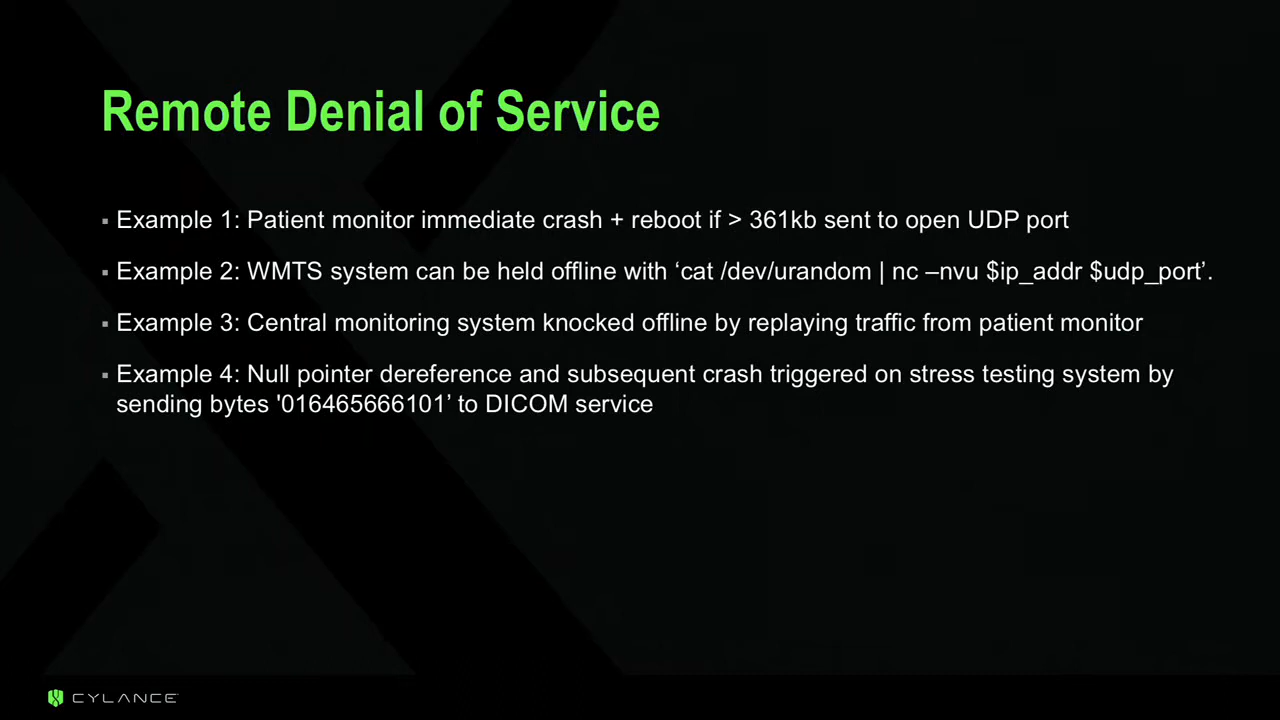 Remote Denial of Service
▪ Example 1: Patient monitor immediate crash + reboot if > 361kb sent to open UDP port
▪ Example 2: WMTS system can be held offline with ‘cat /dev/urandom | nc –nvu $ip_addr $udp_port’.
▪ Example 3: Central monitoring system knocked offline by replaying traffic from patient monitor
▪ Example 4: Null pointer dereference and subsequent crash triggered on stress testing system by
sending bytes '016465666101’ to DICOM service
CYLANCE